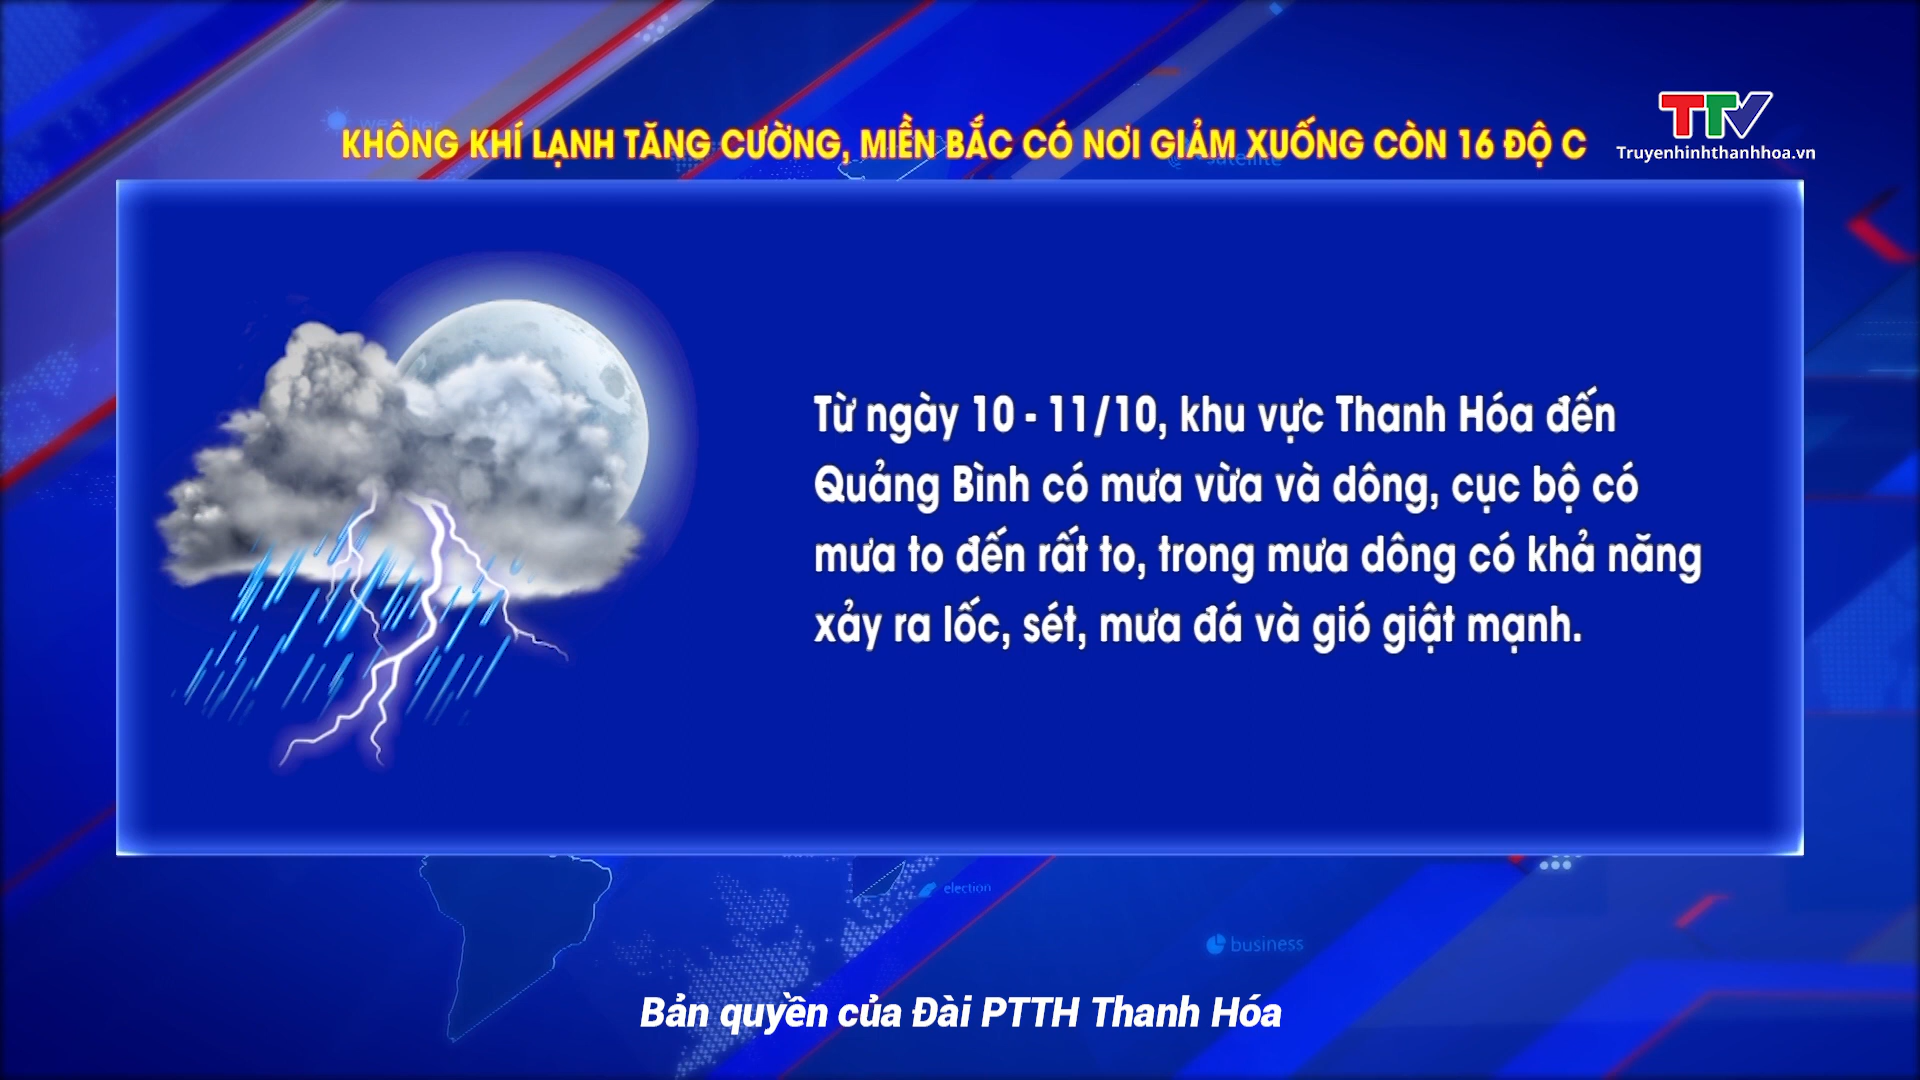 weather
KHÔNG KHÍ LẠNH TĂNG CƯỜNG, MIỀN BẮC CÓ NƠI GIẢM XUỐNG CÒN 16 ĐỘ C
satellite
TTV
Truyenhinhthanhhoa.vn
Từ ngày 10 - 11/10, khu vực Thanh Hóa đến
Quảng Bình có mưa vừa và dông, cục bộ có
mưa to đến rất to, trong mưa dông có khả năng
xảy ra lốc, sét, mưa đá và gió giật mạnh.
election
business
Bản quyền của Đài PTTH Thanh Hóa